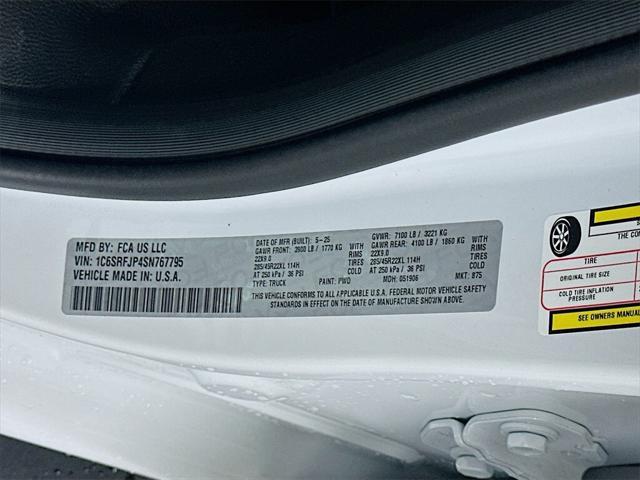 MFD BY: FCA US LLC
VIN: 1C6SRFJP4SN767795
VEHICLE MADE IN: U.S.A.
DATE OF MFR (BUILT): 5-25 GVWR: 7100 LB / 3221 KG
GAWR FRONT: 3900 LB / 1770 KG WITH GAWR REAR: 4100 LB / 1860 KG WITH
22X9.0 RIMS 22X9.0 RIMS
285/45R22XL 114H TIRES 285/45R22XL 114H TIRES
AT 250 kPa / 36 PSI COLD AT 250 kPa / 36 PSI COLD
TYPE: TRUCK PAINT: PW0 MDH: 051906 MKT: 875
THIS VEHICLE CONFORMS TO ALL APPLICABLE U.S.A. FEDERAL MOTOR VEHICLE SAFETY
STANDARDS IN EFFECT ON THE DATE OF MANUFACTURE SHOWN ABOVE.
THE
TIRE
ORIGINAL TIRE SIZE
COLD TIRE INFLATION
PRESSURE
SEE OWNERS MANUA